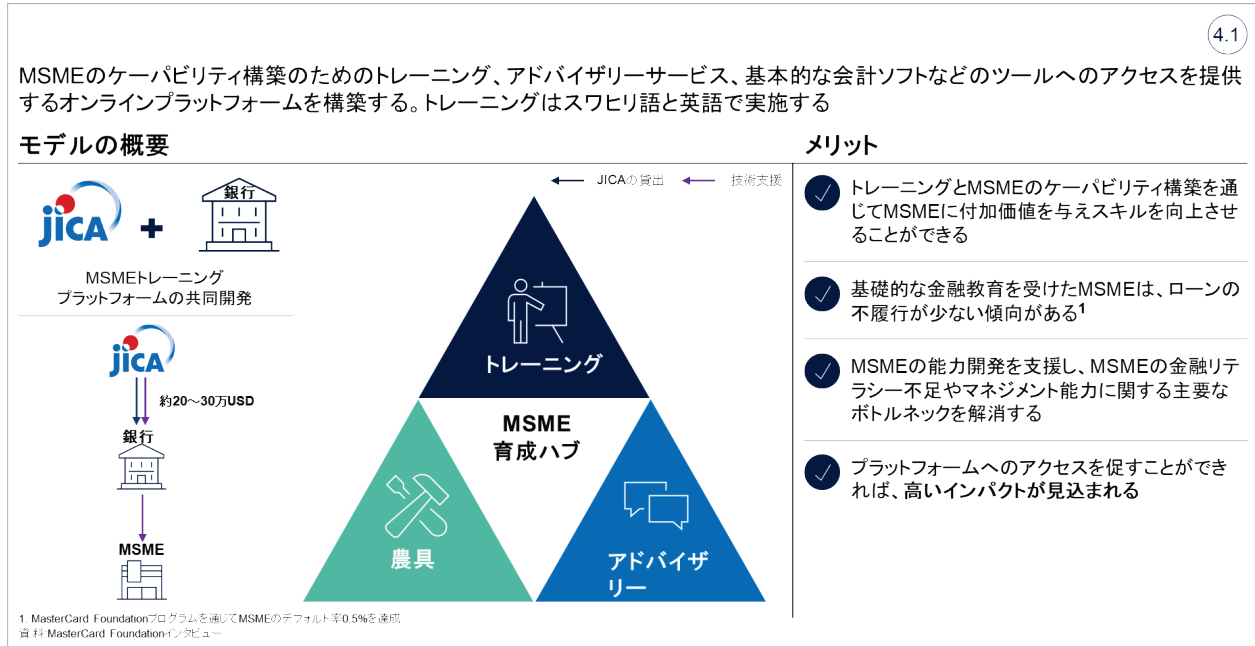 4.1
MSMEのケーパビリティ構築のためのトレーニング、アドバイザリーサービス、基本的な会計ソフトなどのツールへのアクセスを提供
するオンラインプラットフォームを構築する。トレーニングはスワヒリ語と英語で実施する
モデルの概要
jICA
+
銀行
MSMEトレーニング
プラットフォームの共同開発
jICA
約20～30万USD
銀行
MSME
JICAの貸出
技術支援
トレーニング
MSME
育成ハブ
農具
アドバイザ
リー
メリット
トレーニングとMSMEのケーパビリティ構築を通
じてMSMEに付加価値を与えスキルを向上させ
ることができる
基礎的な金融教育を受けたMSMEは、ローンの
不履行が少ない傾向がある1
MSMEの能力開発を支援し、MSMEの金融リテ
ラシー不足やマネジメント能力に関する主要な
ボトルネックを解消する
プラットフォームへのアクセスを促すことができ
れば、高いインパクトが見込まれる
1. MasterCard Foundationプログラムを通じてMSMEのデフォルト率0.5%を達成
資料:MasterCard Foundationインタビュー